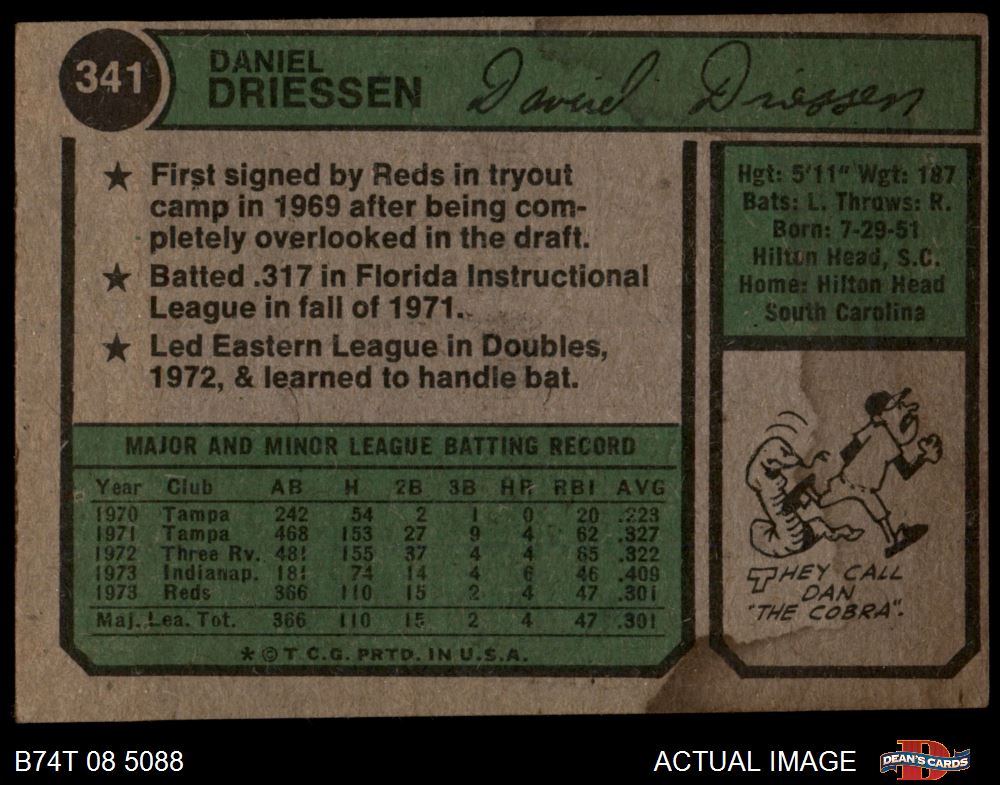 341
DANIEL
DRIESSEN
Daniel Driessen
★ First signed by Reds in tryout
camp in 1969 after being com-
pletely overlooked in the draft.
★ Batted .317 in Florida Instructional
League in fall of 1971.
★ Led Eastern League in Doubles,
1972, & learned to handle bat.
Hgt: 5'11" Wgt: 187
Bats: L. Throws: R.
Born: 7-29-51
Hilton Head, S.C.
Home: Hilton Head
South Carolina
MAJOR AND MINOR LEAGUE BATTING RECORD
Year Club AB H 2B 3B HR RBI AVG
1970 Tampa 242 54 2 1 0 20 .223
1971 Tampa 468 153 27 9 4 62 .327
1972 Three Rv. 481 155 37 4 4 65 .322
1973 Indianap. 181 74 14 4 6 46 .409
1973 Reds 366 110 15 2 4 47 .301
Maj. Lea. Tot. 366 110 15 2 4 47 .301
* © T.C.G. PRTD. IN U.S.A.
THEY CALL
DAN
"THE COBRA".
B74T 08 5088
ACTUAL IMAGE
D
DEAN'S CARDS